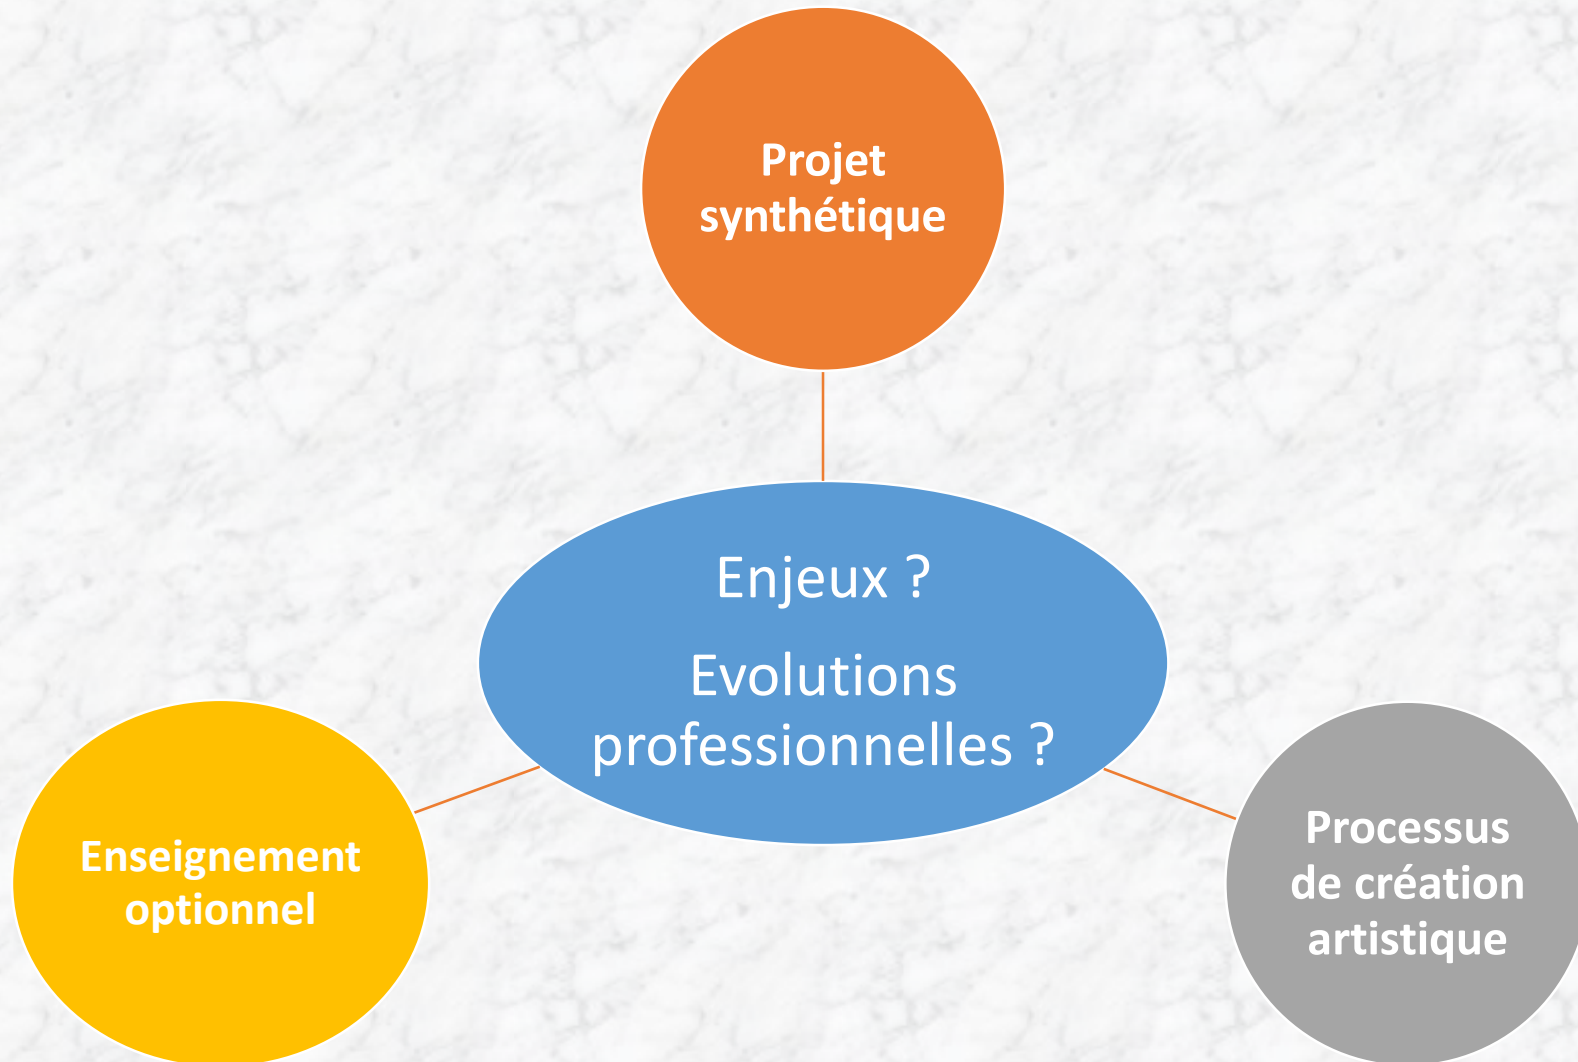 Projet
synthétique
Enjeux ?
Evolutions
professionnelles ?
Enseignement
optionnel
Processus
de création
artistique